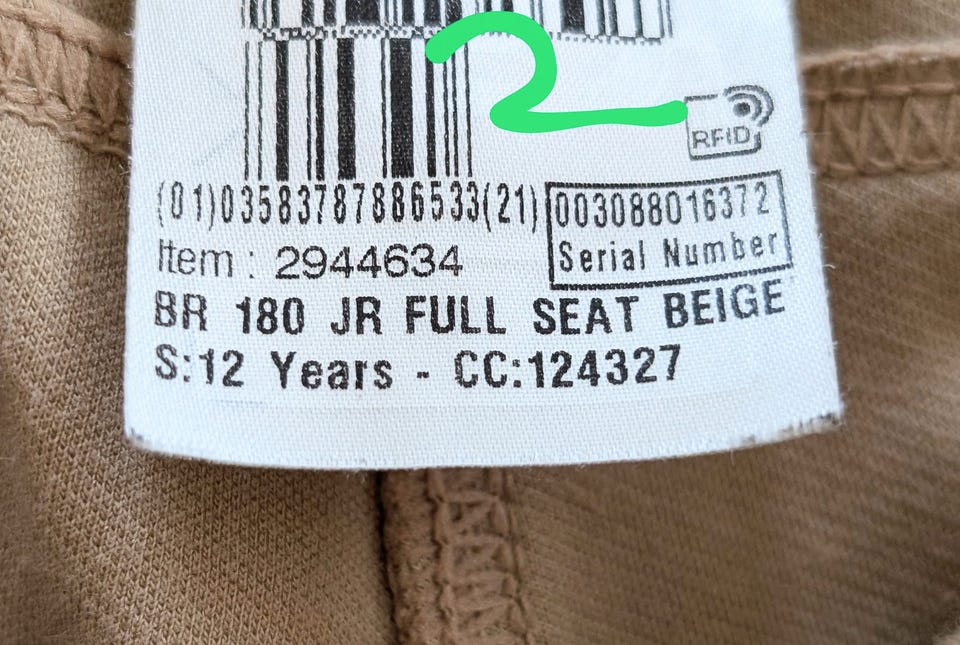 2
RFID
(01)03583787886533(21) 003088016372
Serial Number
Item : 2944634
BR 180 JR FULL SEAT BEIGE
S:12 Years - CC:124327